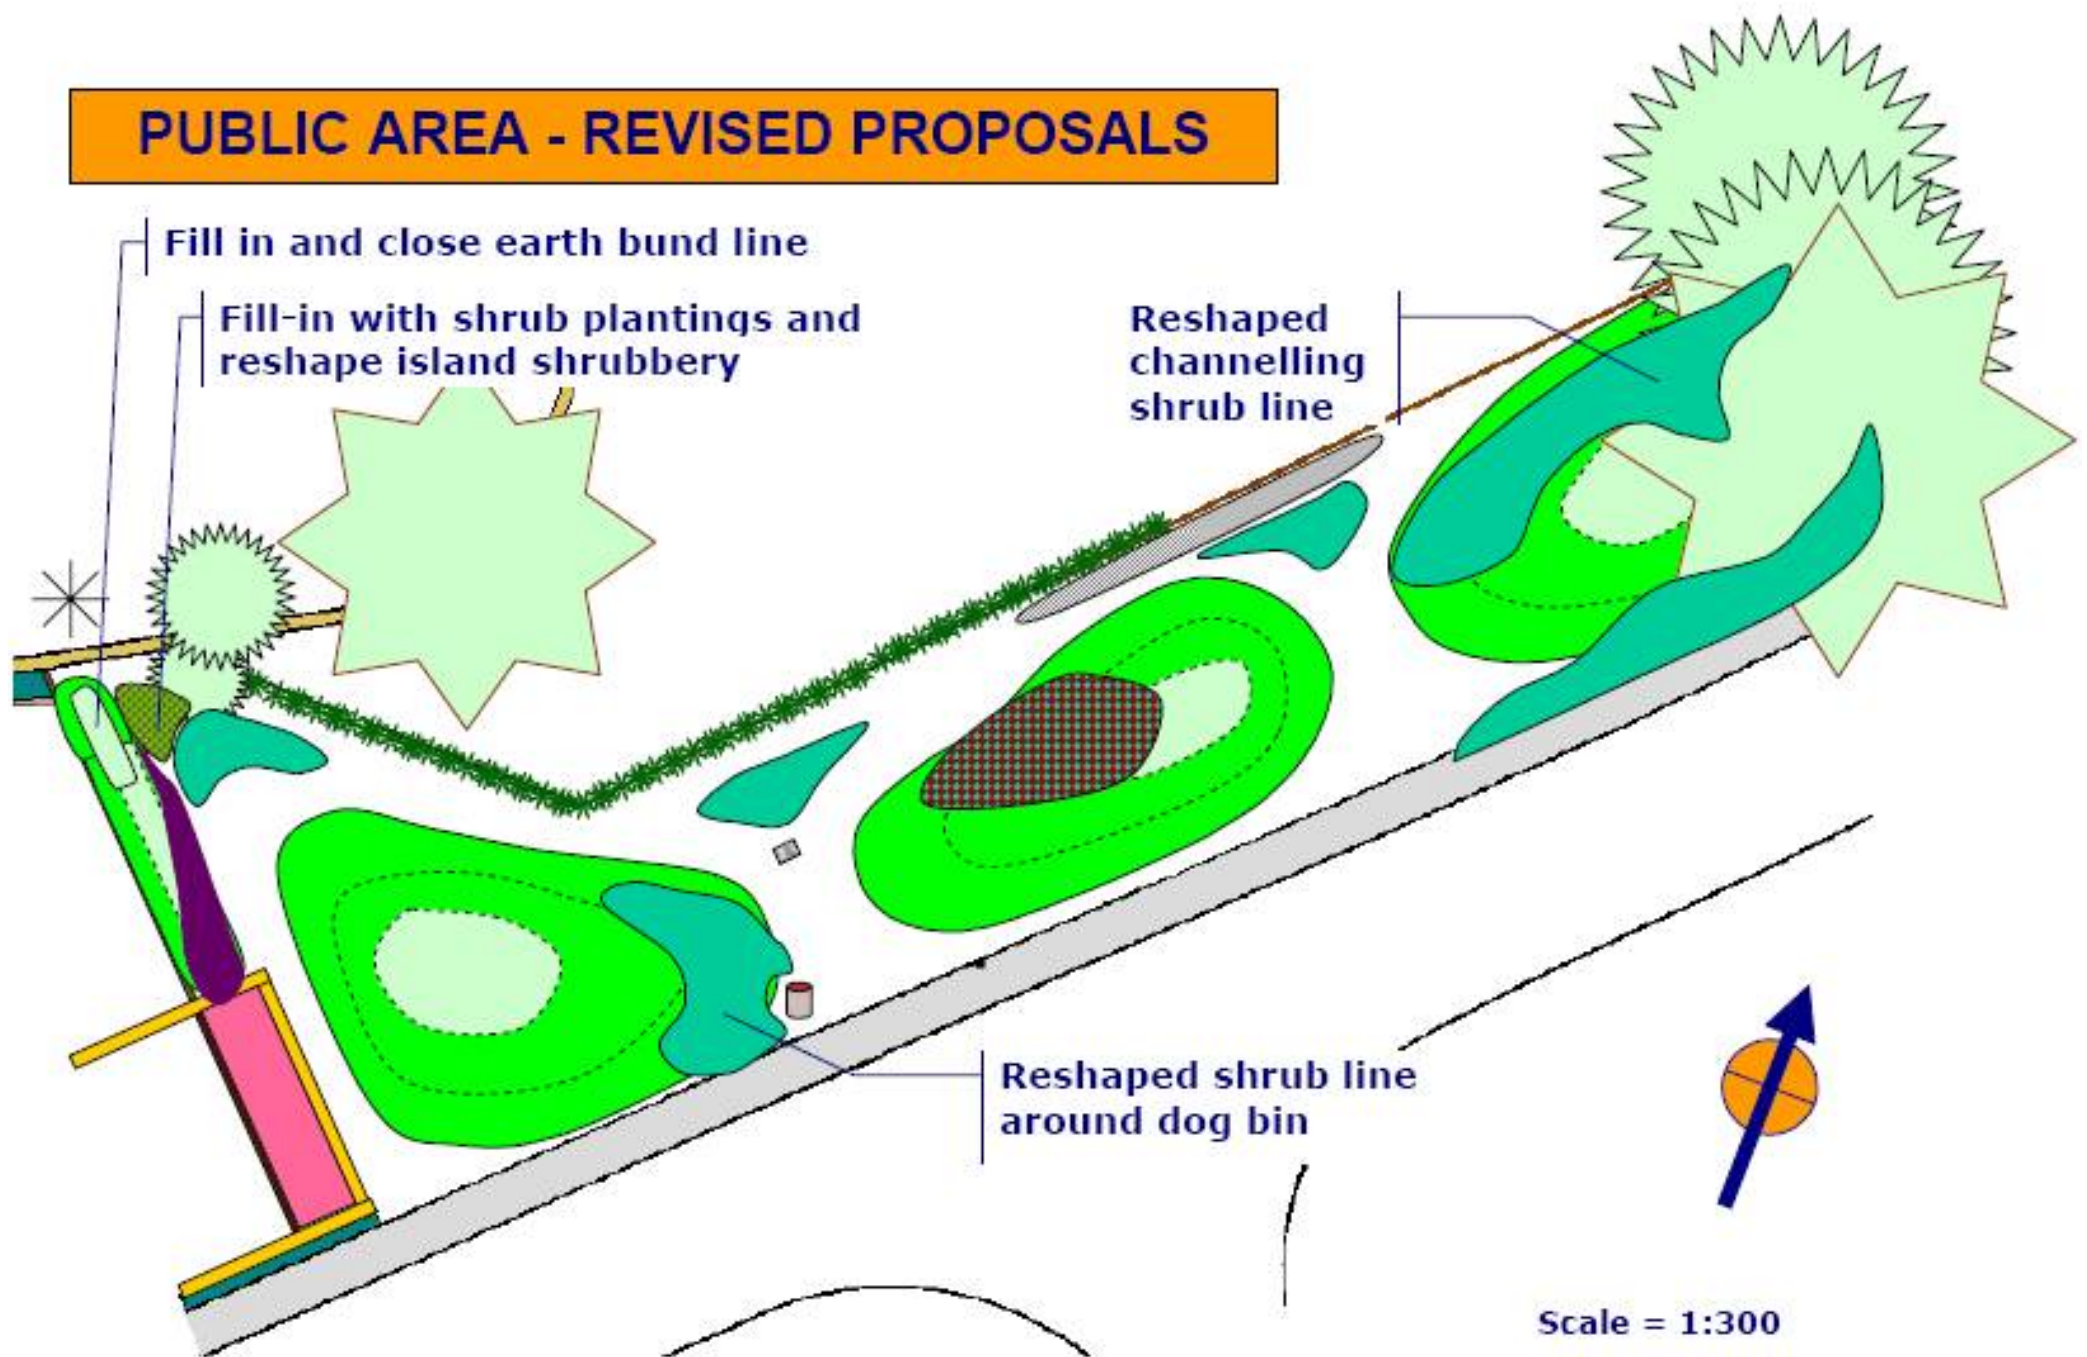 PUBLIC AREA - REVISED PROPOSALS
Fill in and close earth bund line
Fill-in with shrub plantings and
reshape island shrubbery
Reshaped
channelling
shrub line
Reshaped shrub line
around dog bin
Scale = 1:300